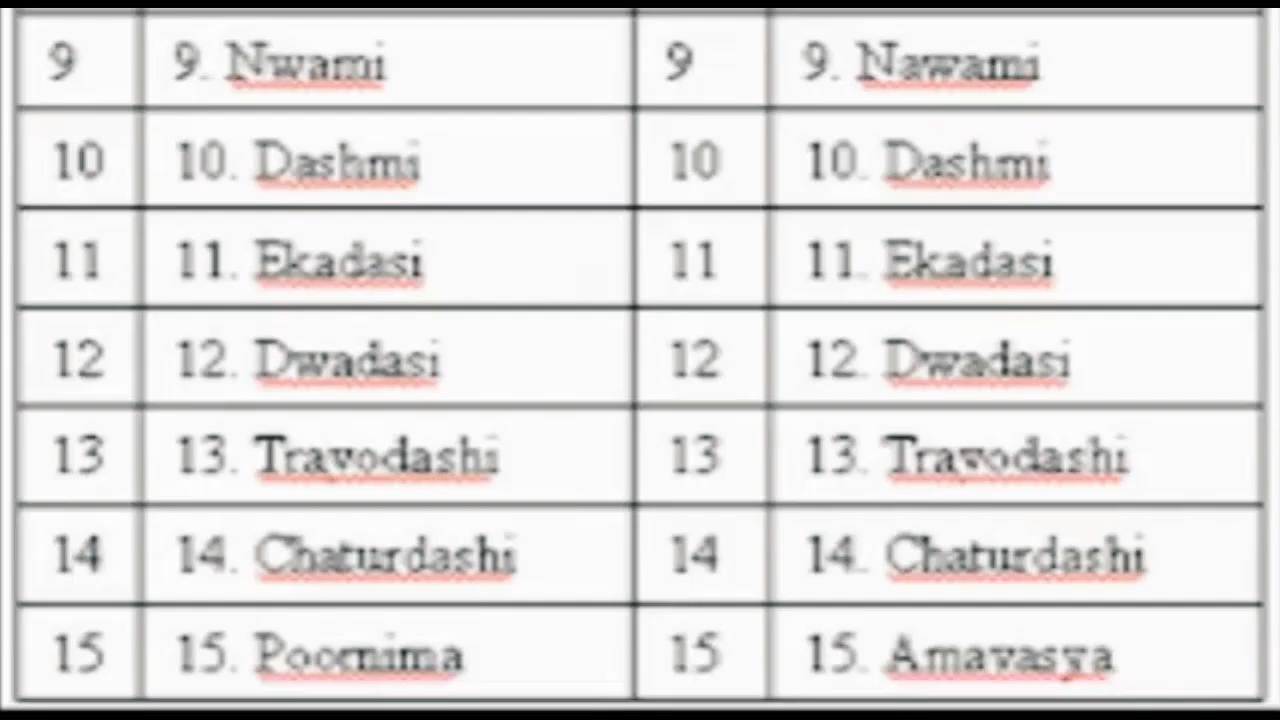 9 9. Nwami 9 9. Nawami
10 10. Dashmi 10 10. Dashmi
11 11. Ekadasi 11 11. Ekadasi
12 12. Dwadasi 12 12. Dwadasi
13 13. Trayodashi 13 13. Trayodashi
14 14. Chaturdashi 14 14. Chaturdashi
15 15. Poornima 15 15. Amavasya